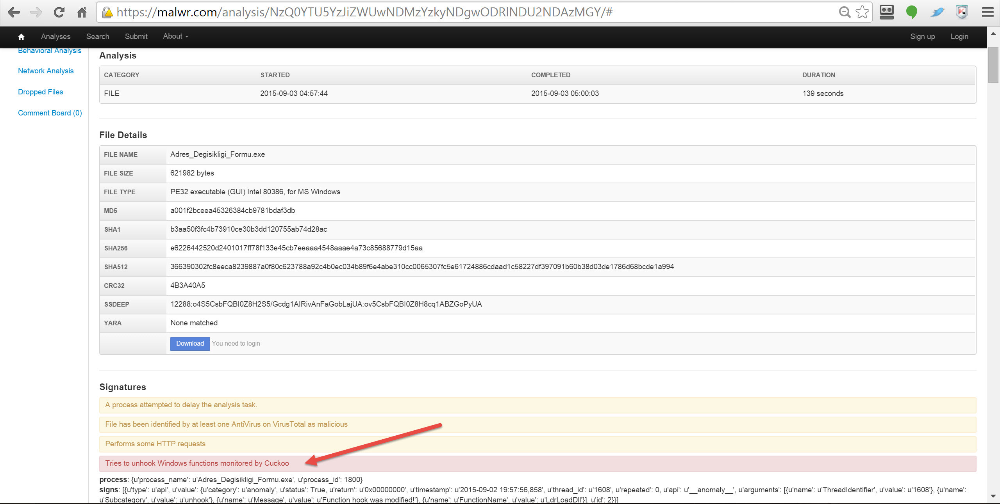 https://malwr.com/analysis/NzQ0YTU5YzJiZWUwNDMzYzkyNDgwODRlNDU2NDAzMGY/#
Analyses Search Submit About Sign up Login
Behavioral Analysis
Network Analysis
Dropped Files
Comment Board (0)
Analysis
CATEGORY STARTED COMPLETED DURATION
FILE 2015-09-03 04:57:44 2015-09-03 05:00:03 139 seconds
File Details
FILE NAME Adres_Degisikligi_Formu.exe
FILE SIZE 621982 bytes
FILE TYPE PE32 executable (GUI) Intel 80386, for MS Windows
MD5 a001f2bceea45326384cb9781bdaf3db
SHA1 b3aa50f3fc4b73910ce30b3dd120755ab74d28ac
SHA256 e6226442520d2401017ff78f133e45cb7eeaaa4548aaae4a73c85688779d15aa
SHA512 366390302fc8eeca8239887a0f80c623788a92c4b0ec034b89f6e4abe310cc0065307fc5e61724886cdaad1c58227df397091b60b38d03de1786d68bcde1a994
CRC32 4B3A40A5
SSDEEP 12288:o4S5CsbFQBI0Z8H2S5/Gcdg1AIRivAnFaGobLajUA:ov5CsbFQBI0Z8H8cq1ABZGoPyUA
YARA None matched
Download You need to login
Signatures
A process attempted to delay the analysis task.
File has been identified by at least one AntiVirus on VirusTotal as malicious
Performs some HTTP requests
Tries to unhook Windows functions monitored by Cuckoo
process: {u'process_name': u'Adres_Degisikligi_Formu.exe', u'process_id': 1800}
signs: [{u'type': u'api', u'value': {u'category': u'anomaly', u'status': True, u'return': u'0x00000000', u'timestamp': u'2015-09-02 19:57:56,858', u'thread_id': u'1608', u'repeated': 0, u'api': u'__anomaly__', u'arguments': [{u'name': u'ThreadIdentifier', u'value': u'1608'}, {u'name':
u'Subcategory', u'value': u'unhook'}, {u'name': u'Message', u'value': u'Function hook was modified!'}, {u'name': u'FunctionName', u'value': u'LdrLoadDll'}], u'id': 2}}]